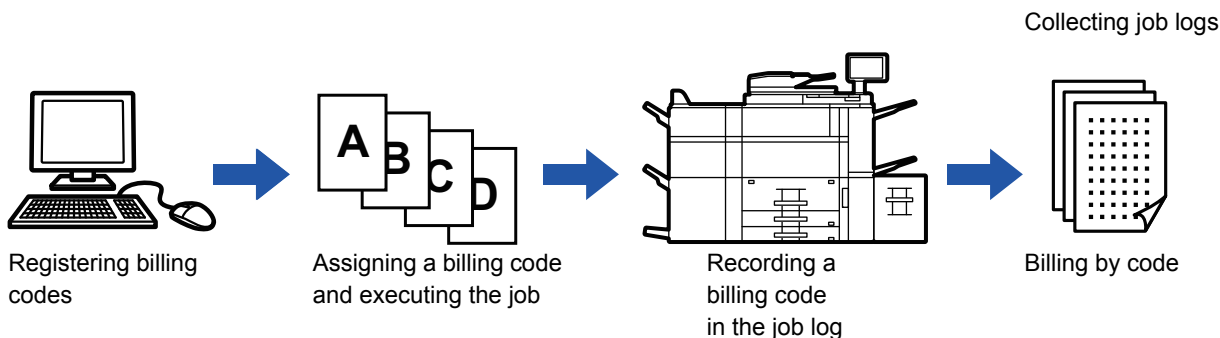 Collecting job logs
A
B
C
D
Registering billing
codes
Assigning a billing code
and executing the job
Recording a
billing code
in the job log
Billing by code